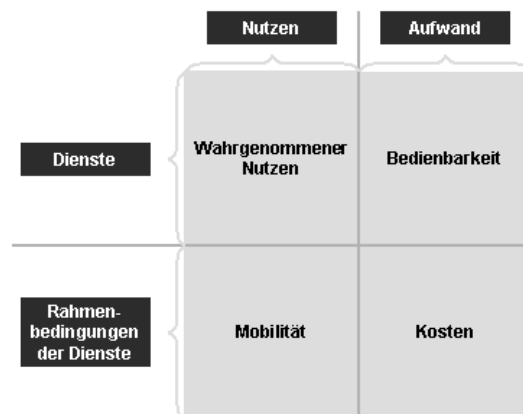 Nutzen
Aufwand
Dienste
Wahrgenommener
Nutzen
Bedienbarkeit
Rahmen-
bedingungen
der Dienste
Mobilität
Kosten